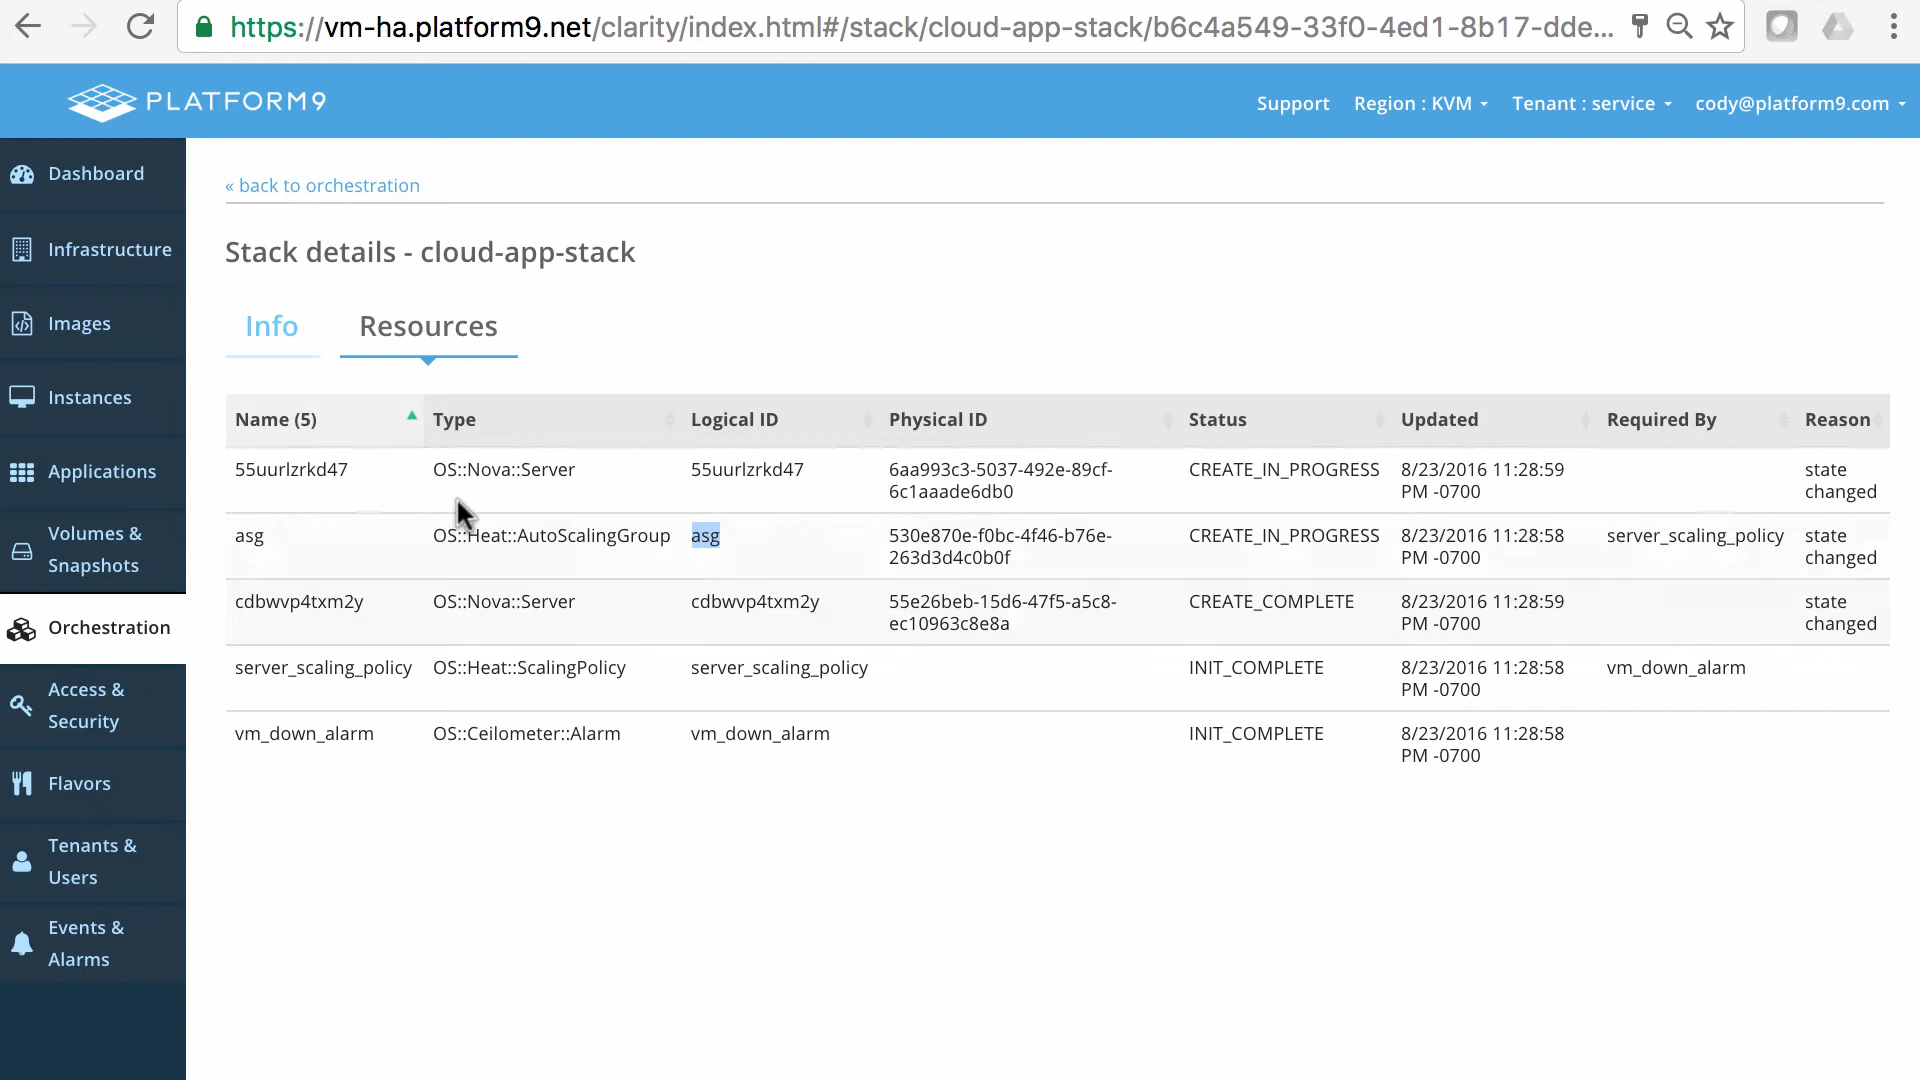 https://vm-ha.platform9.net/clarity/index.html#/stack/cloud-app-stack/b6c4a549-33f0-4ed1-8b17-dde...
PLATFORM9
Support Region : KVM Tenant : service cody@platform9.com
Dashboard
Infrastructure
Images
Instances
Applications
Volumes &
Snapshots
Orchestration
Access &
Security
Flavors
Tenants &
Users
Events &
Alarms
« back to orchestration
Stack details - cloud-app-stack
Info Resources
Name (5) Type Logical ID Physical ID Status Updated Required By Reason
55uurlzrkd47 OS::Nova::Server 55uurlzrkd47 6aa993c3-5037-492e-89cf- CREATE_IN_PROGRESS 8/23/2016 11:28:59 state
6c1aaade6db0 PM -0700 changed
asg OS::Heat::AutoScalingGroup asg 530e870e-f0bc-4f46-b76e- CREATE_IN_PROGRESS 8/23/2016 11:28:58 server_scaling_policy state
263d3d4c0b0f PM -0700 changed
cdbwvp4txm2y OS::Nova::Server cdbwvp4txm2y 55e26beb-15d6-47f5-a5c8- CREATE_COMPLETE 8/23/2016 11:28:59 state
ec10963c8e8a PM -0700 changed
server_scaling_policy OS::Heat::ScalingPolicy server_scaling_policy INIT_COMPLETE 8/23/2016 11:28:58 vm_down_alarm
PM -0700
vm_down_alarm OS::Ceilometer::Alarm vm_down_alarm INIT_COMPLETE 8/23/2016 11:28:58
PM -0700